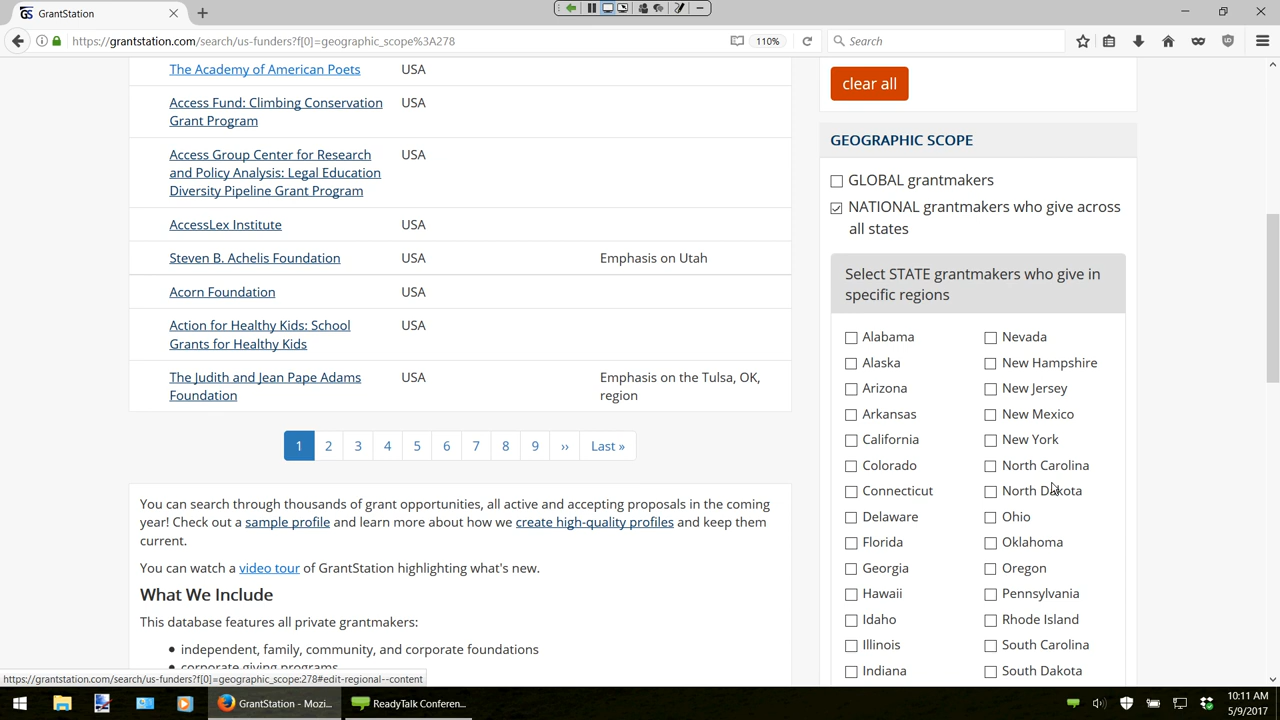 GrantStation
https://grantstation.com/search/us-funders?f[0]=geographic_scope%3A278
110%
Search
The Academy of American Poets USA
Access Fund: Climbing Conservation USA
Grant Program
Access Group Center for Research USA
and Policy Analysis: Legal Education
Diversity Pipeline Grant Program
AccessLex Institute USA
Steven B. Achelis Foundation USA Emphasis on Utah
Acorn Foundation USA
Action for Healthy Kids: School USA
Grants for Healthy Kids
The Judith and Jean Pape Adams USA Emphasis on the Tulsa, OK,
Foundation region
1 2 3 4 5 6 7 8 9 ›› Last »
You can search through thousands of grant opportunities, all active and accepting proposals in the coming
year! Check out a sample profile and learn more about how we create high-quality profiles and keep them
current.
You can watch a video tour of GrantStation highlighting what's new.
What We Include
This database features all private grantmakers:
• independent, family, community, and corporate foundations
• corporate giving programs
clear all
GEOGRAPHIC SCOPE
GLOBAL grantmakers
NATIONAL grantmakers who give across
all states
Select STATE grantmakers who give in
specific regions
Alabama Nevada
Alaska New Hampshire
Arizona New Jersey
Arkansas New Mexico
California New York
Colorado North Carolina
Connecticut North Dakota
Delaware Ohio
Florida Oklahoma
Georgia Oregon
Hawaii Pennsylvania
Idaho Rhode Island
Illinois South Carolina
Indiana South Dakota
https://grantstation.com/search/us-funders?f[0]=geographic_scope:278#edit-regional--content
GrantStation - Mozi...
ReadyTalk Conferen...
10:11 AM
5/9/2017